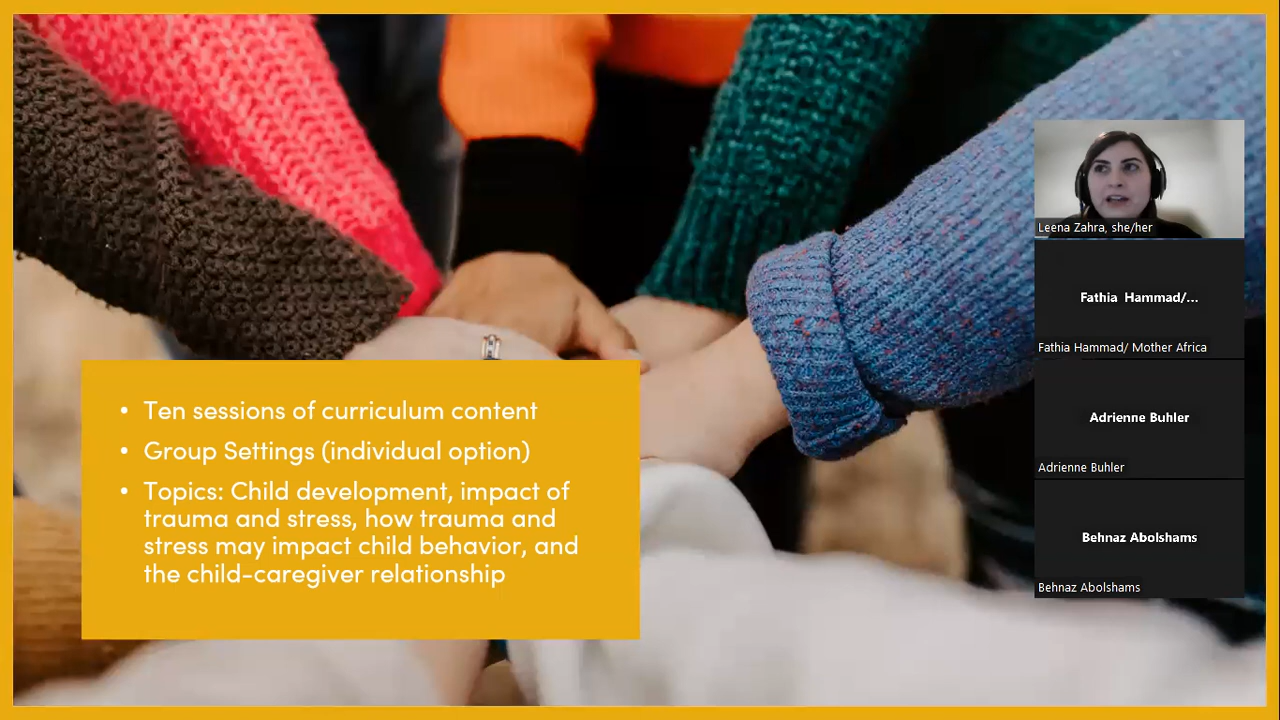 • Ten sessions of curriculum content
• Group Settings (individual option)
• Topics: Child development, impact of
trauma and stress, how trauma and
stress may impact child behavior, and
the child-caregiver relationship
Leena Zahra, she/her
Fathia Hammad/...
Fathia Hammad/ Mother Africa
Adrienne Buhler
Adrienne Buhler
Behnaz Abolshams
Behnaz Abolshams